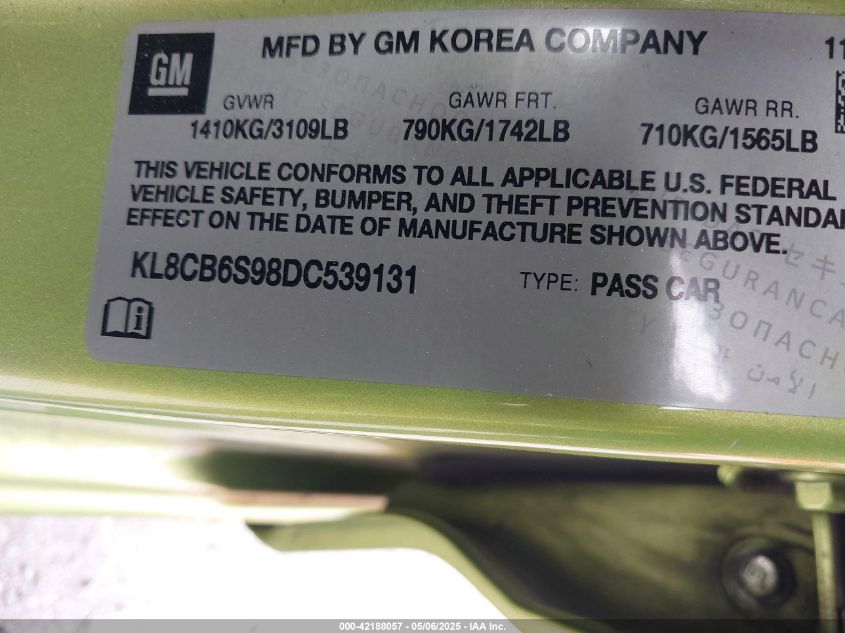 GM
MFD BY GM KOREA COMPANY
11
GVWR GAWR FRT. GAWR RR.
1410KG/3109LB 790KG/1742LB 710KG/1565LB
THIS VEHICLE CONFORMS TO ALL APPLICABLE U.S. FEDERAL
VEHICLE SAFETY, BUMPER, AND THEFT PREVENTION STANDAR
EFFECT ON THE DATE OF MANUFACTURE SHOWN ABOVE.
KL8CB6S98DC539131 TYPE: PASS CAR
i
000-42188057 - 05/06/2025 - IAA Inc.